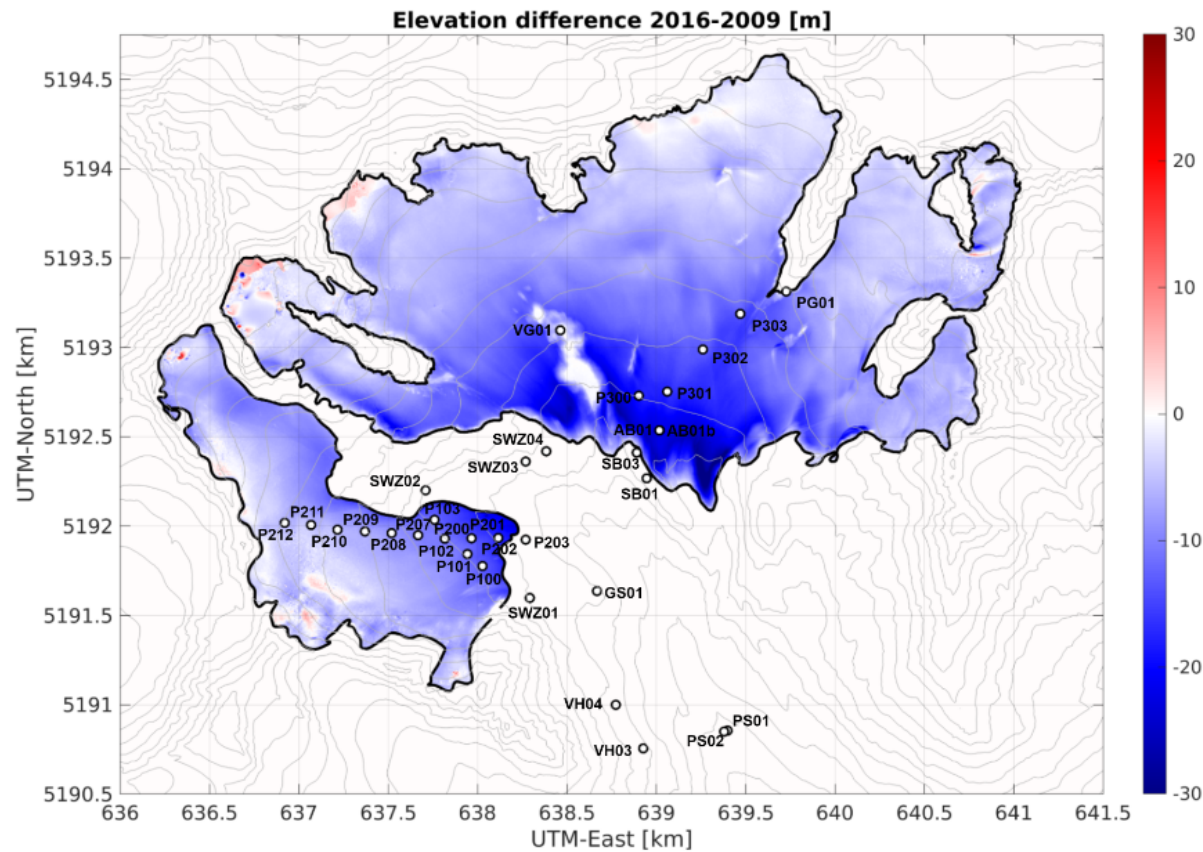 Elevation difference 2016-2009 [m]
UTM-North [km]
5194.5
5194
5193.5
5193
5192.5
5192
5191.5
5191
5190.5
636
636.5
637
637.5
638
638.5
639
639.5
640
640.5
641
641.5
UTM-East [km]
30
20
10
0
-10
-20
-30
PG01
P303
VG01
P302
P300
P301
AB01
AB01b
SWZ04
SWZ03
SB03
SB01
SWZ02
P103
P211
P209
P207
P200
P201
P212
P210
P208
P102
P202
P203
P101
P100
SWZ01
GS01
VH04
VH03
PS01
PS02